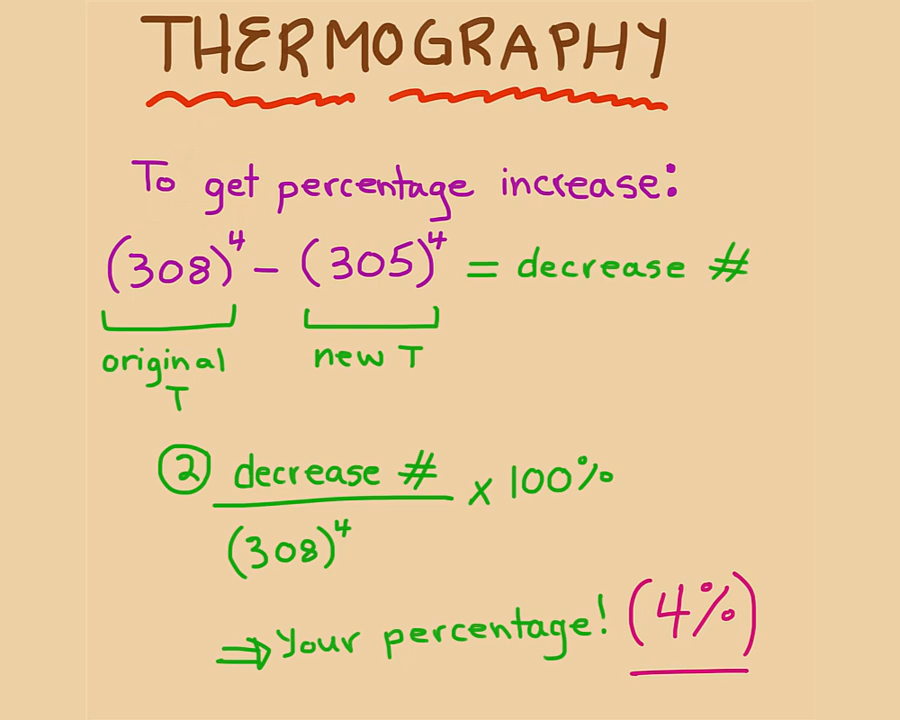 THERMOGRAPHY
To get percentage increase:
(308)⁴ - (305)⁴ = decrease #
original T new T
② decrease # / (308)⁴ x 100%
⇒ Your percentage! (4%)